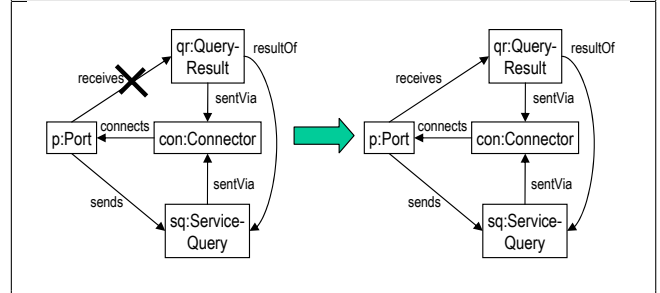 qr:Query-
Result
resultOf
receives
sentVia
p:Port
connects
con:Connector
sentVia
sends
sq:Service-
Query
qr:Query-
Result
resultOf
receives
sentVia
p:Port
connects
con:Connector
sentVia
sends
sq:Service-
Query